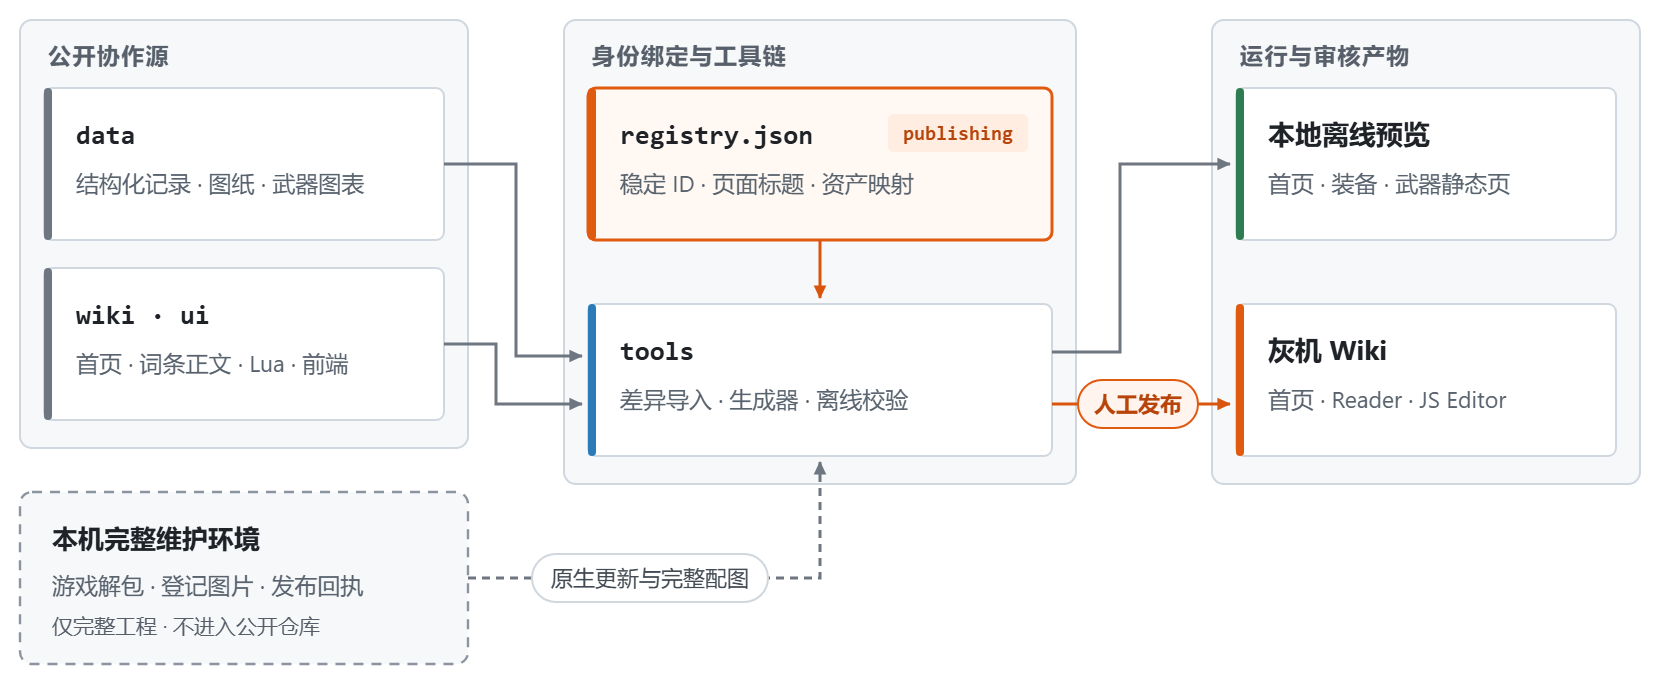 公开协作源
data
结构化记录 · 图纸 · 武器图表
wiki · ui
首页 · 词条正文 · Lua · 前端
身份绑定与工具链
registry.json
publishing
稳定 ID · 页面标题 · 资产映射
tools
差异导入 · 生成器 · 离线校验
人工发布
运行与审核产物
本地离线预览
首页 · 装备 · 武器静态页
灰机 Wiki
首页 · Reader · JS Editor
本机完整维护环境
游戏解包 · 登记图片 · 发布回执
仅完整工程 · 不进入公开仓库
原生更新与完整配图